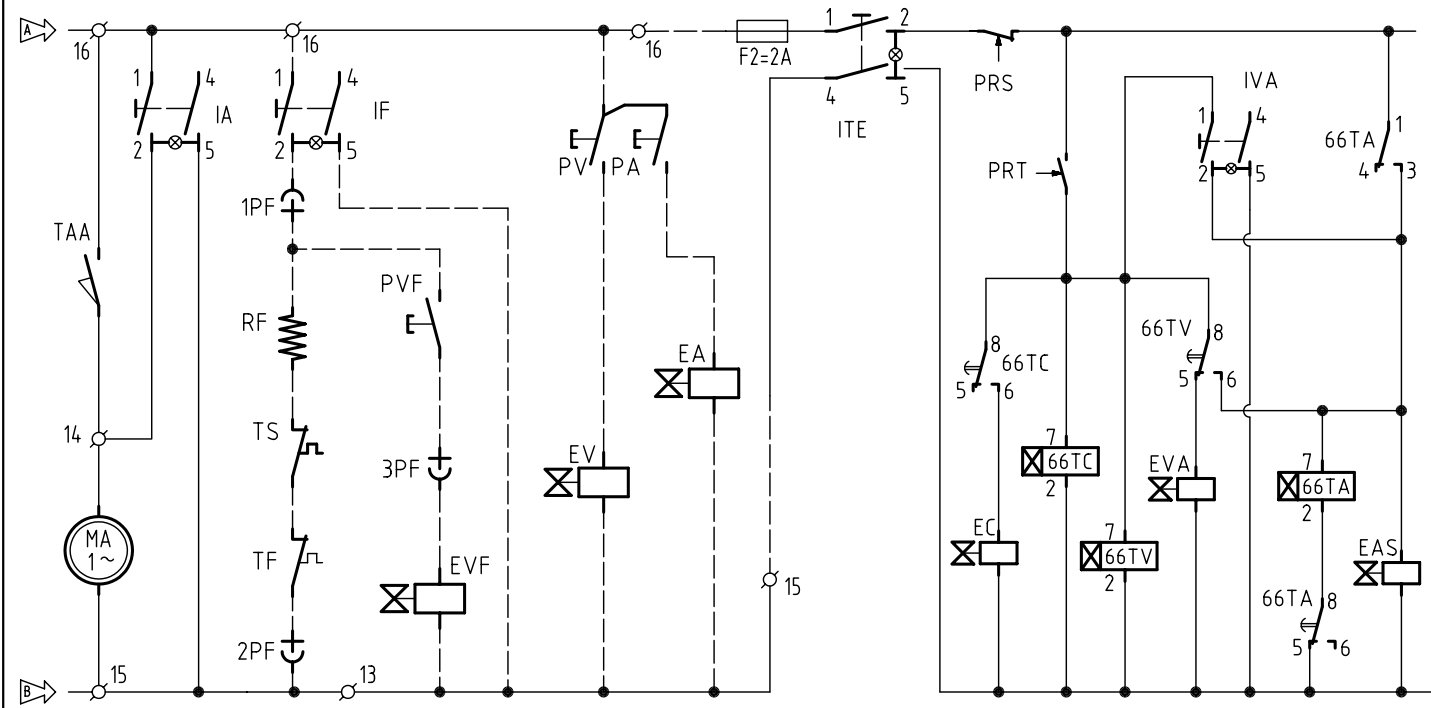 A
16
16
16
F2=2A
1
2
4
5
ITE
PRS
1
4
IA
2
5
1
4
IF
2
5
PV
PA
1
4
IVA
2
5
1
66TA
4
3
PRT
1PF
TAA
PVF
RF
EA
8
66TC
5
6
66TV
8
5
6
14
TS
3PF
EV
7
66TC
2
EVA
7
66TA
2
MA
1~
TF
EVF
15
EC
7
66TV
2
EAS
66TA
8
5
6
2PF
B
15
13